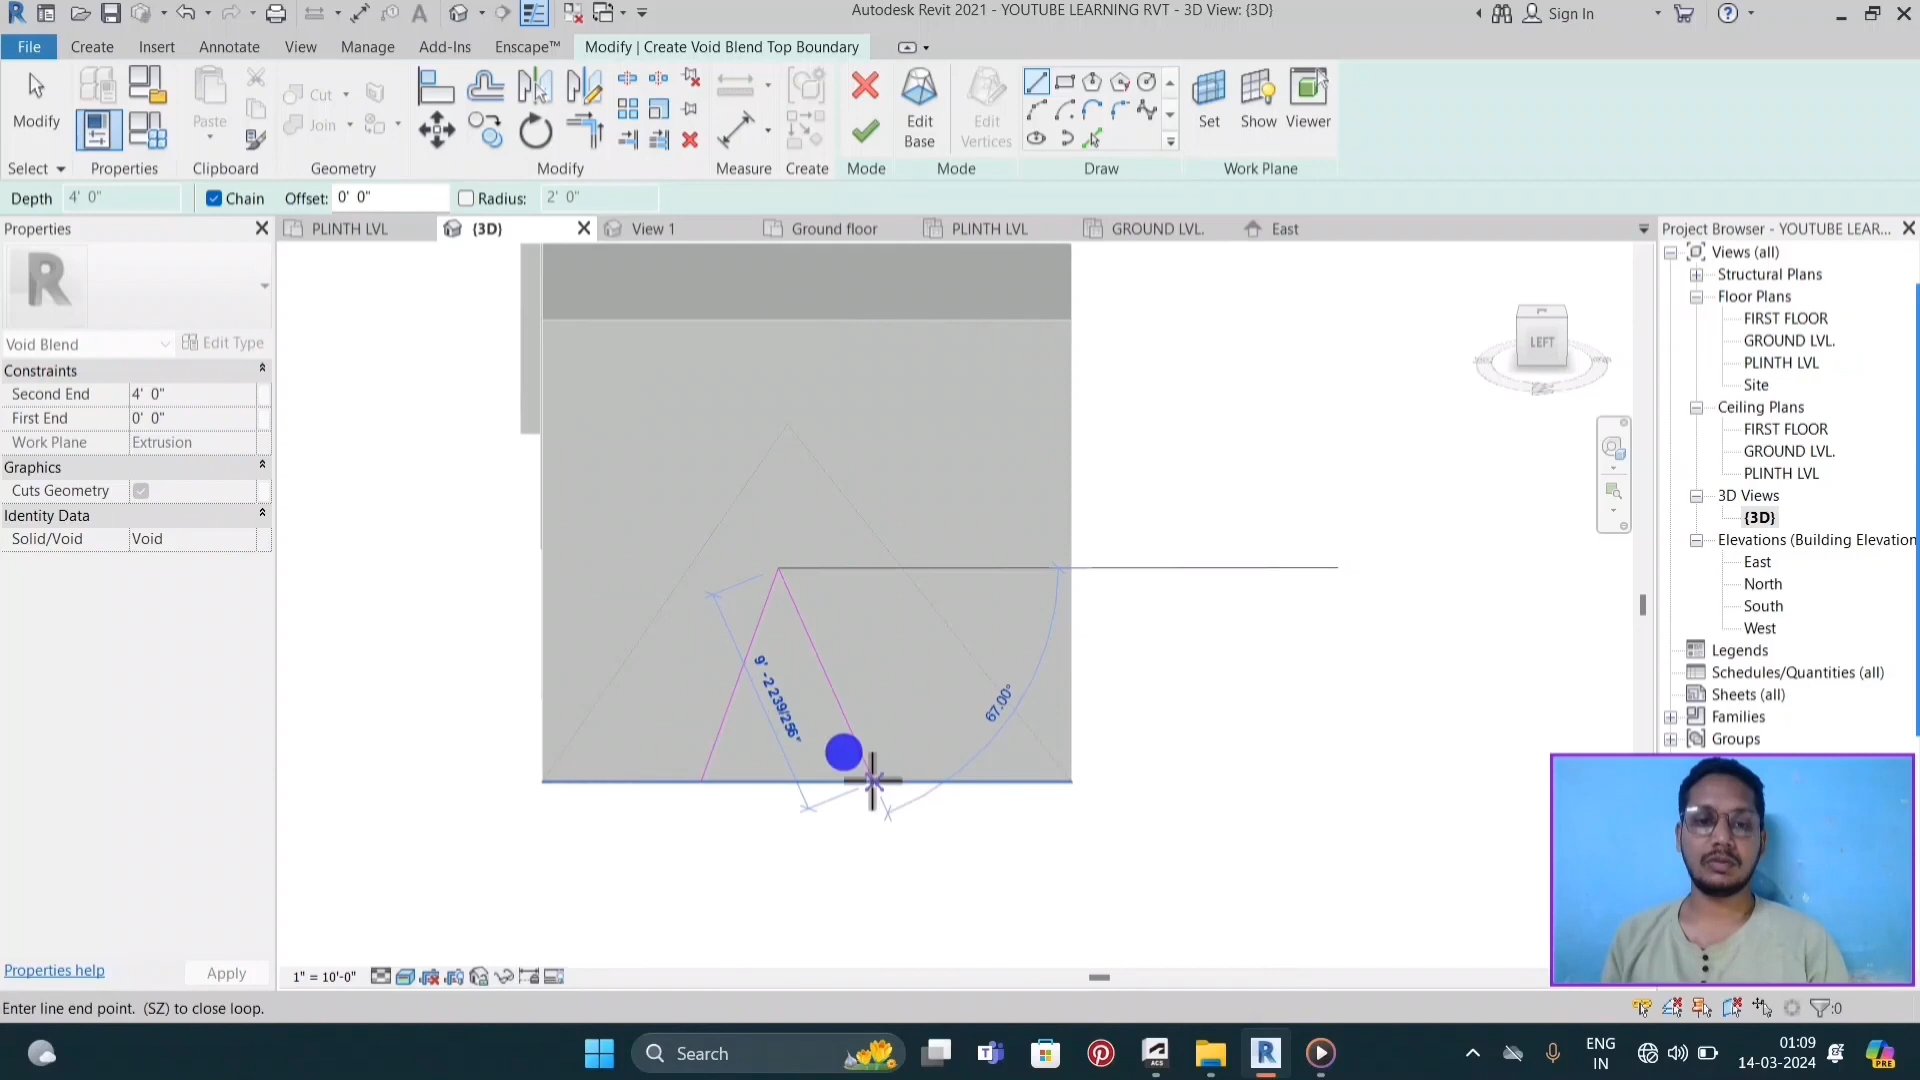 Autodesk Revit 2021 - YOUTUBE LEARNING RVT - 3D View: {3D}
Sign In
File Create Insert Annotate View Manage Add-Ins Enscape™ Modify | Create Void Blend Top Boundary
Modify
Paste
Cut
Join
Edit Base
Edit Vertices
Set
Show
Viewer
Select Properties Clipboard Geometry Modify Measure Create Mode Mode Draw Work Plane
Depth 4' 0" Chain Offset: 0' 0" Radius: 2' 0"
Properties
PLINTH LVL {3D} View 1 Ground floor PLINTH LVL GROUND LVL. East
Project Browser - YOUTUBE LEAR...
Void Blend Edit Type
Constraints
Second End 4' 0"
First End 0' 0"
Work Plane Extrusion
Graphics
Cuts Geometry
Identity Data
Solid/Void Void
Properties help Apply
LEFT
9' -2 239/256"
67.00°
Views (all)
Structural Plans
Floor Plans
FIRST FLOOR
GROUND LVL.
PLINTH LVL
Site
Ceiling Plans
FIRST FLOOR
GROUND LVL.
PLINTH LVL
3D Views
{3D}
Elevations (Building Elevation
East
North
South
West
Legends
Schedules/Quantities (all)
Sheets (all)
Families
Groups
1" = 10'-0"
Enter line end point. (SZ) to close loop.
:0
Search
ENG
IN
01:09
14-03-2024
PRE